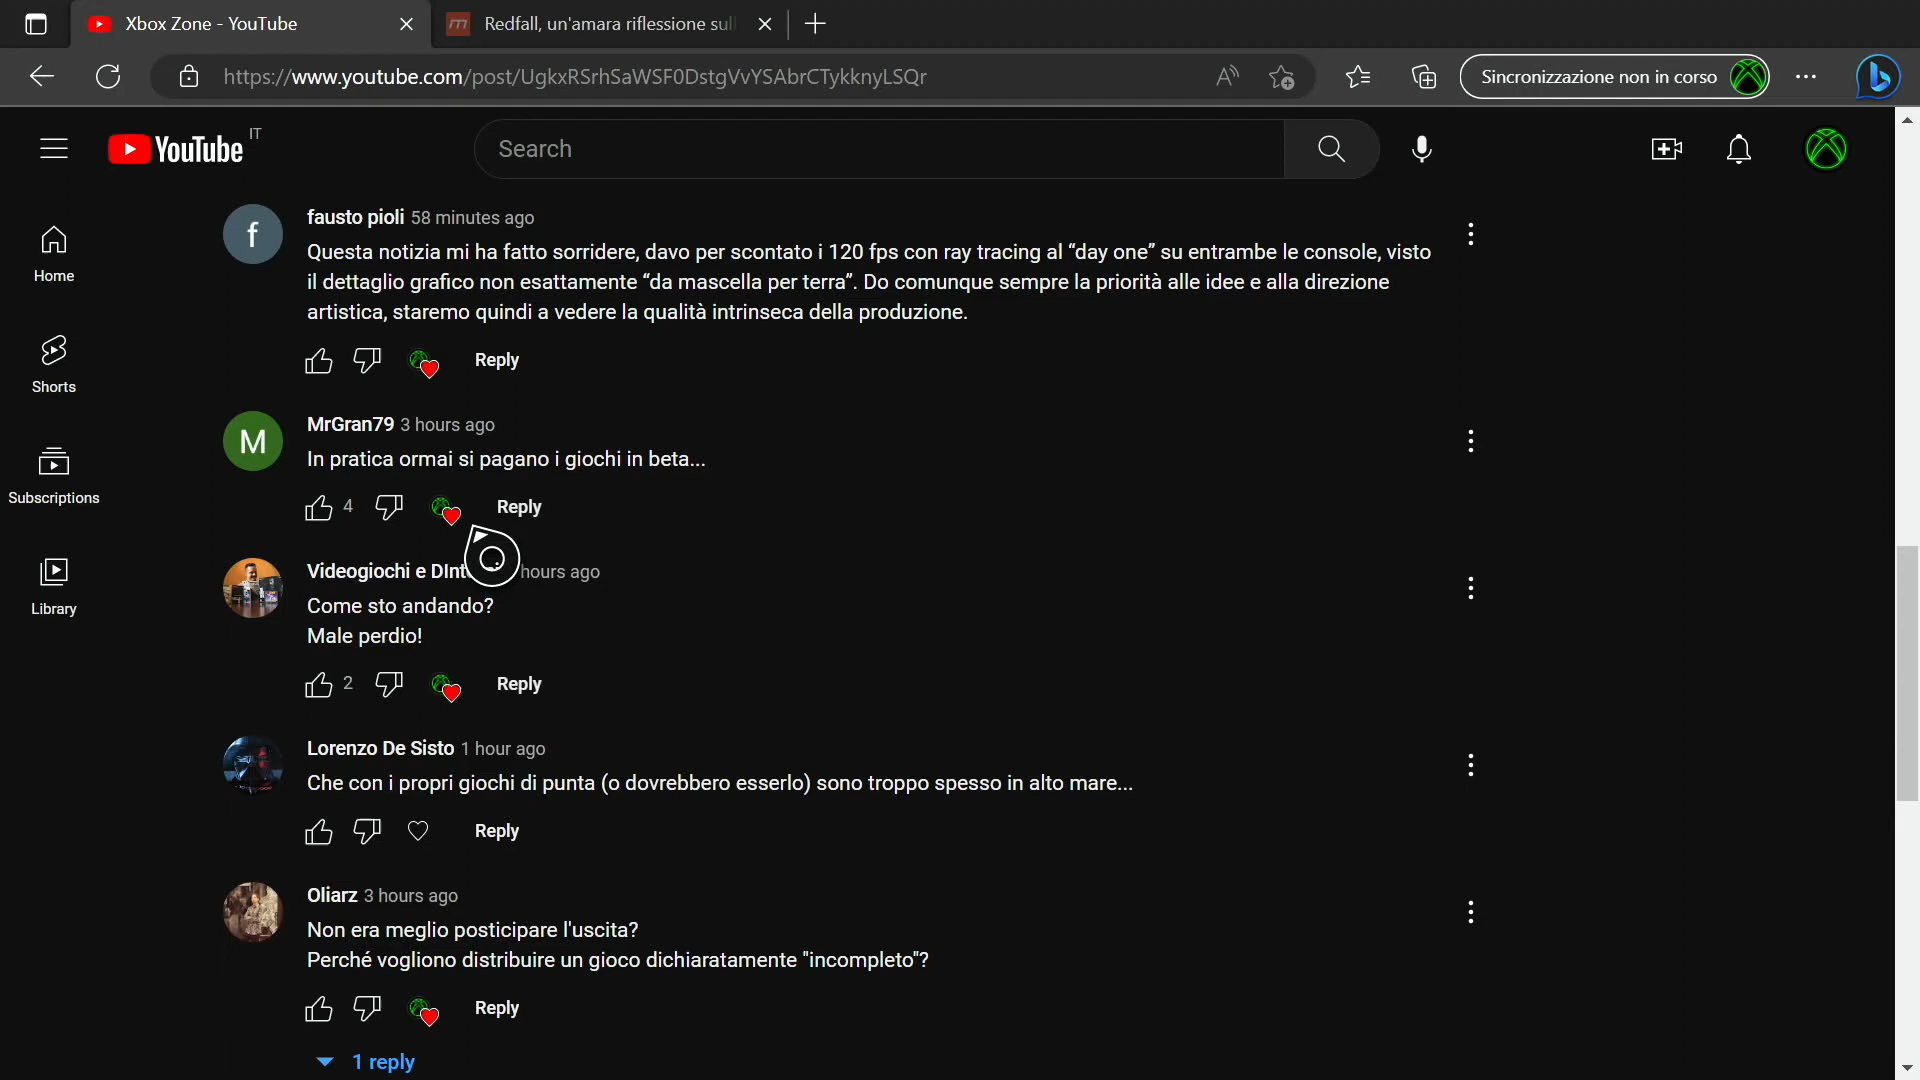 Xbox Zone - YouTube
Redfall, un'amara riflessione sul
https://www.youtube.com/post/UgkxRSrhSaWSF0DstgVvYSAbrCTykknyLSQr
Sincronizzazione non in corso
YouTube IT
Search
Home
Shorts
Subscriptions
Library
f
fausto pioli 58 minutes ago
Questa notizia mi ha fatto sorridere, davo per scontato i 120 fps con ray tracing al “day one” su entrambe le console, visto
il dettaglio grafico non esattamente “da mascella per terra”. Do comunque sempre la priorità alle idee e alla direzione
artistica, staremo quindi a vedere la qualità intrinseca della produzione.
Reply
M
MrGran79 3 hours ago
In pratica ormai si pagano i giochi in beta...
4 Reply
Videogiochi e hours ago
Come sto andando?
Male perdio!
2 Reply
Lorenzo De Sisto 1 hour ago
Che con i propri giochi di punta (o dovrebbero esserlo) sono troppo spesso in alto mare...
Reply
Oliarz 3 hours ago
Non era meglio posticipare l'uscita?
Perché vogliono distribuire un gioco dichiaratamente "incompleto"?
Reply
1 reply